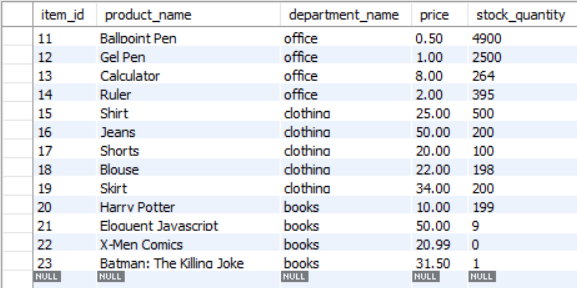 item_id product_name department_name price stock_quantity
11 Ballpoint Pen office 0.50 4900
12 Gel Pen office 1.00 2500
13 Calculator office 8.00 264
14 Ruler office 2.00 395
15 Shirt clothing 25.00 500
16 Jeans clothing 50.00 200
17 Shorts clothing 20.00 100
18 Blouse clothing 22.00 198
19 Skirt clothing 34.00 200
20 Harry Potter books 10.00 199
21 Eloquent Javascript books 50.00 9
22 X-Men Comics books 20.99 0
23 Batman: The Killing Joke books 31.50 1
NULL NULL NULL NULL NULL